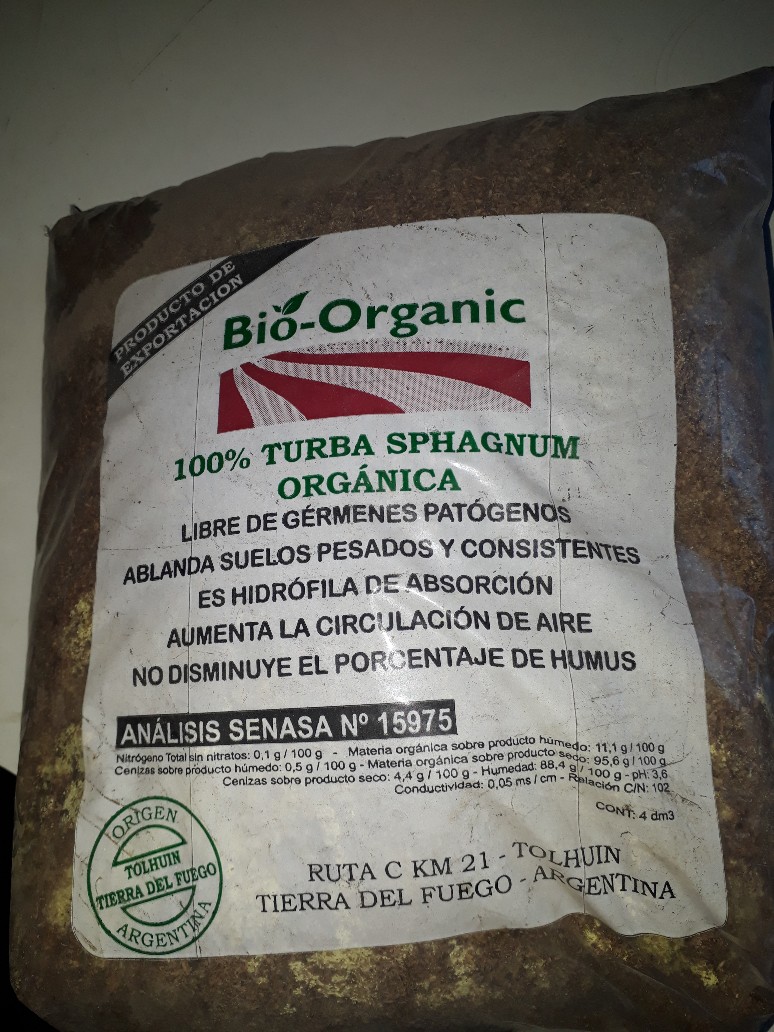 PRODUCTO DE
EXPORTACION
Bio-Organic
100% TURBA SPHAGNUM
ORGÁNICA
LIBRE DE GÉRMENES PATÓGENOS
ABLANDA SUELOS PESADOS Y CONSISTENTES
ES HIDRÓFILA DE ABSORCIÓN
AUMENTA LA CIRCULACIÓN DE AIRE
NO DISMINUYE EL PORCENTAJE DE HUMUS
ANÁLISIS SENASA Nº 15975
Nitrógeno Total sin nitratos: 0,1 g / 100 g - Materia orgánica sobre producto húmedo: 11,1 g / 100 g
Cenizas sobre producto húmedo: 0,5 g / 100 g - Materia orgánica sobre producto seco: 95,6 g / 100 g
Cenizas sobre producto seco: 4,4 g / 100 g - Humedad: 88,4 g / 100 g - pH: 3,6
Conductividad: 0,05 ms / cm - Relación C/N: 102
CONT: 4 dm3
ORIGEN
TOLHUIN
TIERRA DEL FUEGO
ARGENTINA
RUTA C KM 21 - TOLHUIN
TIERRA DEL FUEGO - ARGENTINA